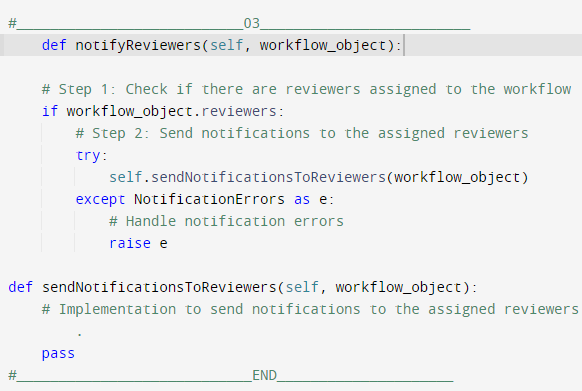 #___________________________03_________________________
def notifyReviewers(self, workflow_object):
# Step 1: Check if there are reviewers assigned to the workflow
if workflow_object.reviewers:
# Step 2: Send notifications to the assigned reviewers
try:
self.sendNotificationsToReviewers(workflow_object)
except NotificationErrors as e:
# Handle notification errors
raise e
def sendNotificationsToReviewers(self, workflow_object):
# Implementation to send notifications to the assigned reviewers
.
pass
#____________________________END_____________________